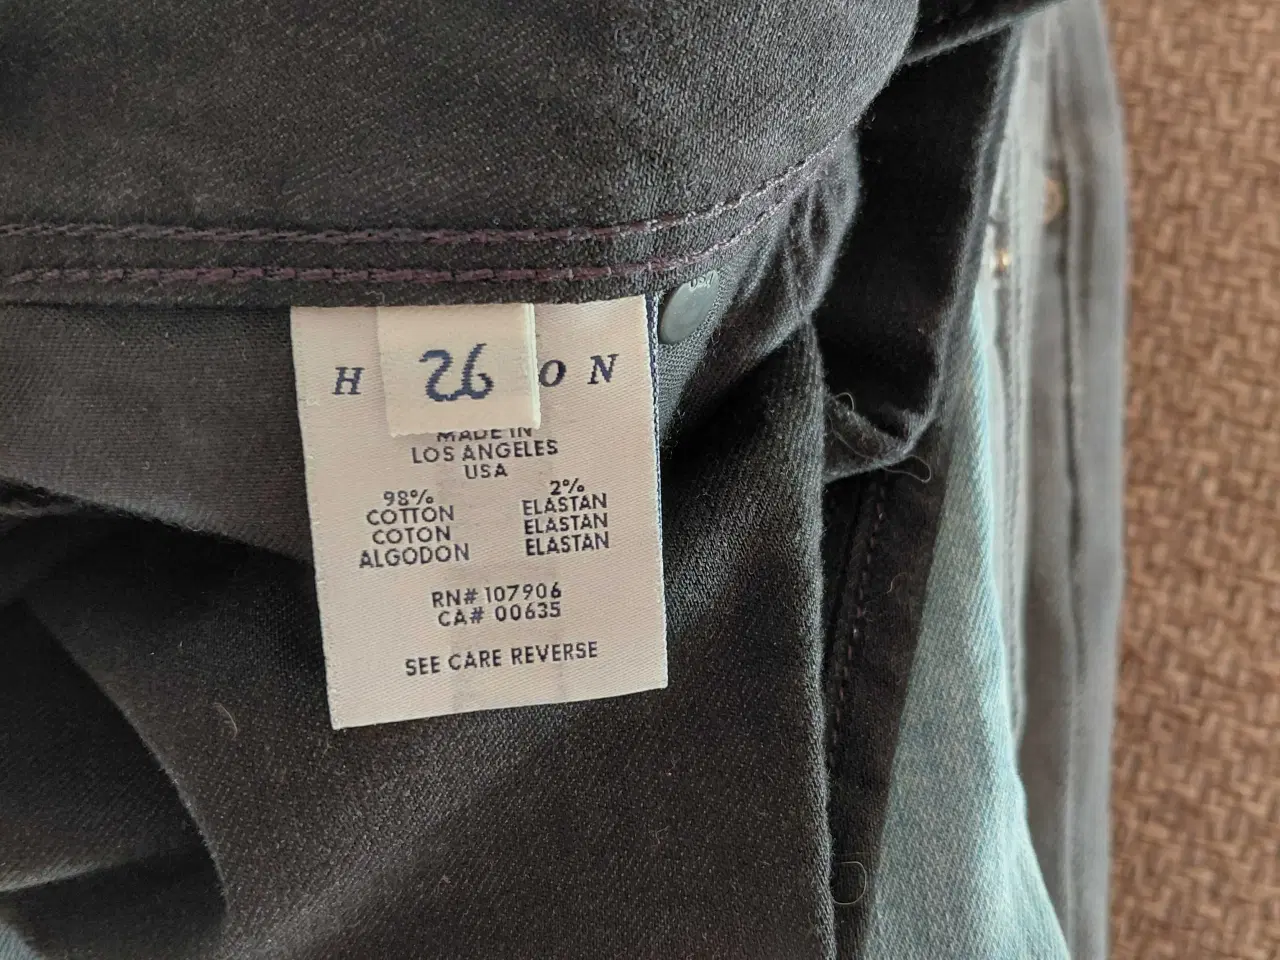 H ON
26
MADE IN
LOS ANGELES
USA
98%
COTTON
COTON
ALGODON
2%
ELASTAN
ELASTAN
ELASTAN
RN# 107906
CA# 00635
SEE CARE REVERSE